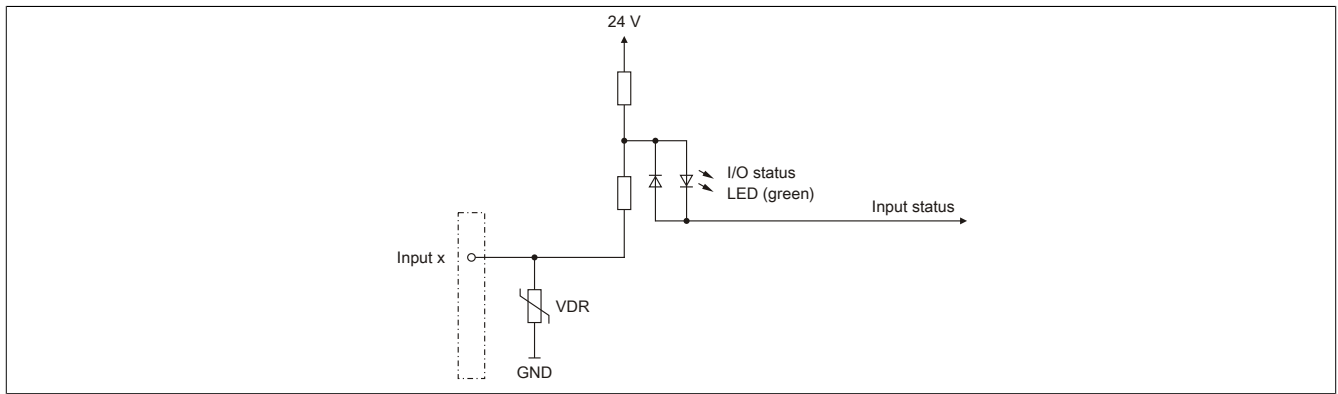 24 V
I/O status
LED (green)
Input status
Input x
VDR
GND